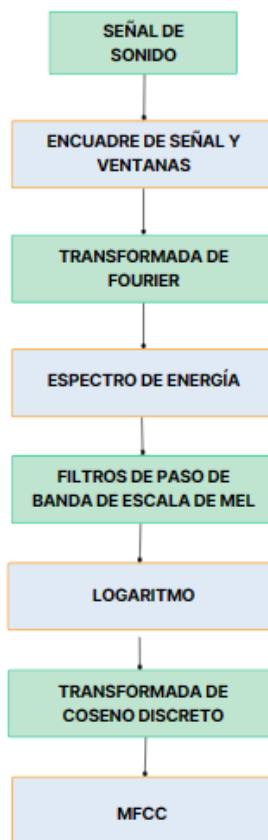 SEÑAL DE
SONIDO
ENCUADRE DE SEÑAL Y
VENTANAS
TRANSFORMADA DE
FOURIER
ESPECTRO DE ENERGÍA
FILTROS DE PASO DE
BANDA DE ESCALA DE MEL
LOGARITMO
TRANSFORMADA DE
COSENO DISCRETO
MFCC